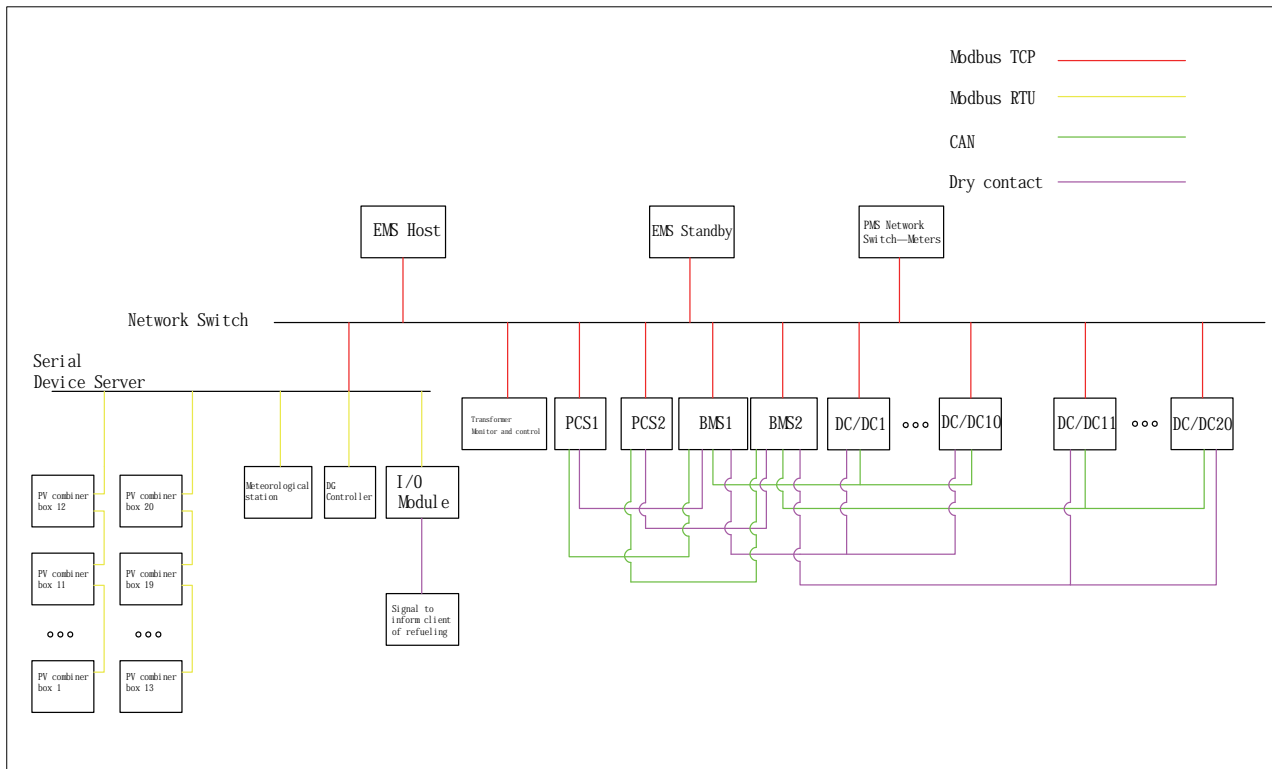 Modbus TCP
Modbus RTU
CAN
Dry contact
EMS Host
EMS Standby
PMS Network
Switch—Meters
Network Switch
Serial
Device Server
Transformer
Monitor and control
PCS1
PCS2
BMS1
BMS2
DC/DC1
DC/DC10
DC/DC11
DC/DC20
PV combiner
box 12
PV combiner
box 20
Meteorological
station
DG
Controller
I/O
Module
PV combiner
box 11
PV combiner
box 19
Signal to
inform client
of refueling
PV combiner
box 1
PV combiner
box 13